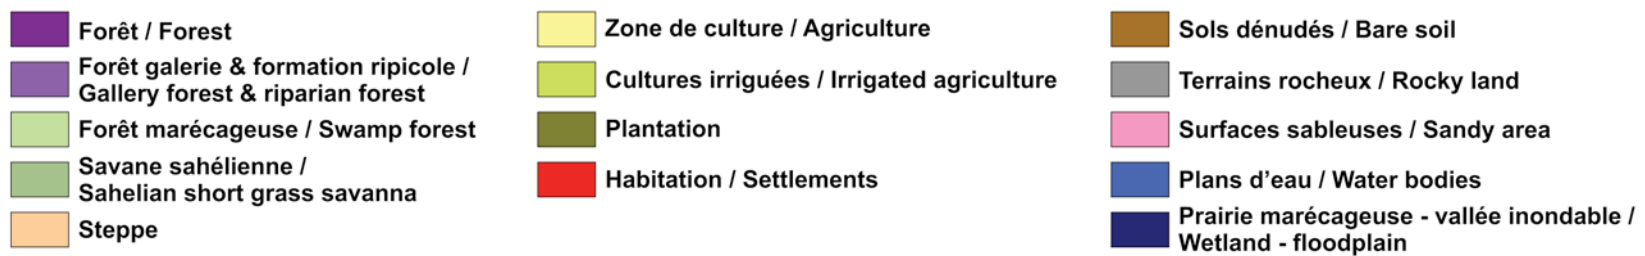 Forêt / Forest
Forêt galerie & formation ripicole /
Gallery forest & riparian forest
Forêt marécageuse / Swamp forest
Savane sahélienne /
Sahelian short grass savanna
Steppe
Zone de culture / Agriculture
Cultures irriguées / Irrigated agriculture
Plantation
Habitation / Settlements
Sols dénudés / Bare soil
Terrains rocheux / Rocky land
Surfaces sableuses / Sandy area
Plans d’eau / Water bodies
Prairie marécageuse - vallée inondable /
Wetland - floodplain